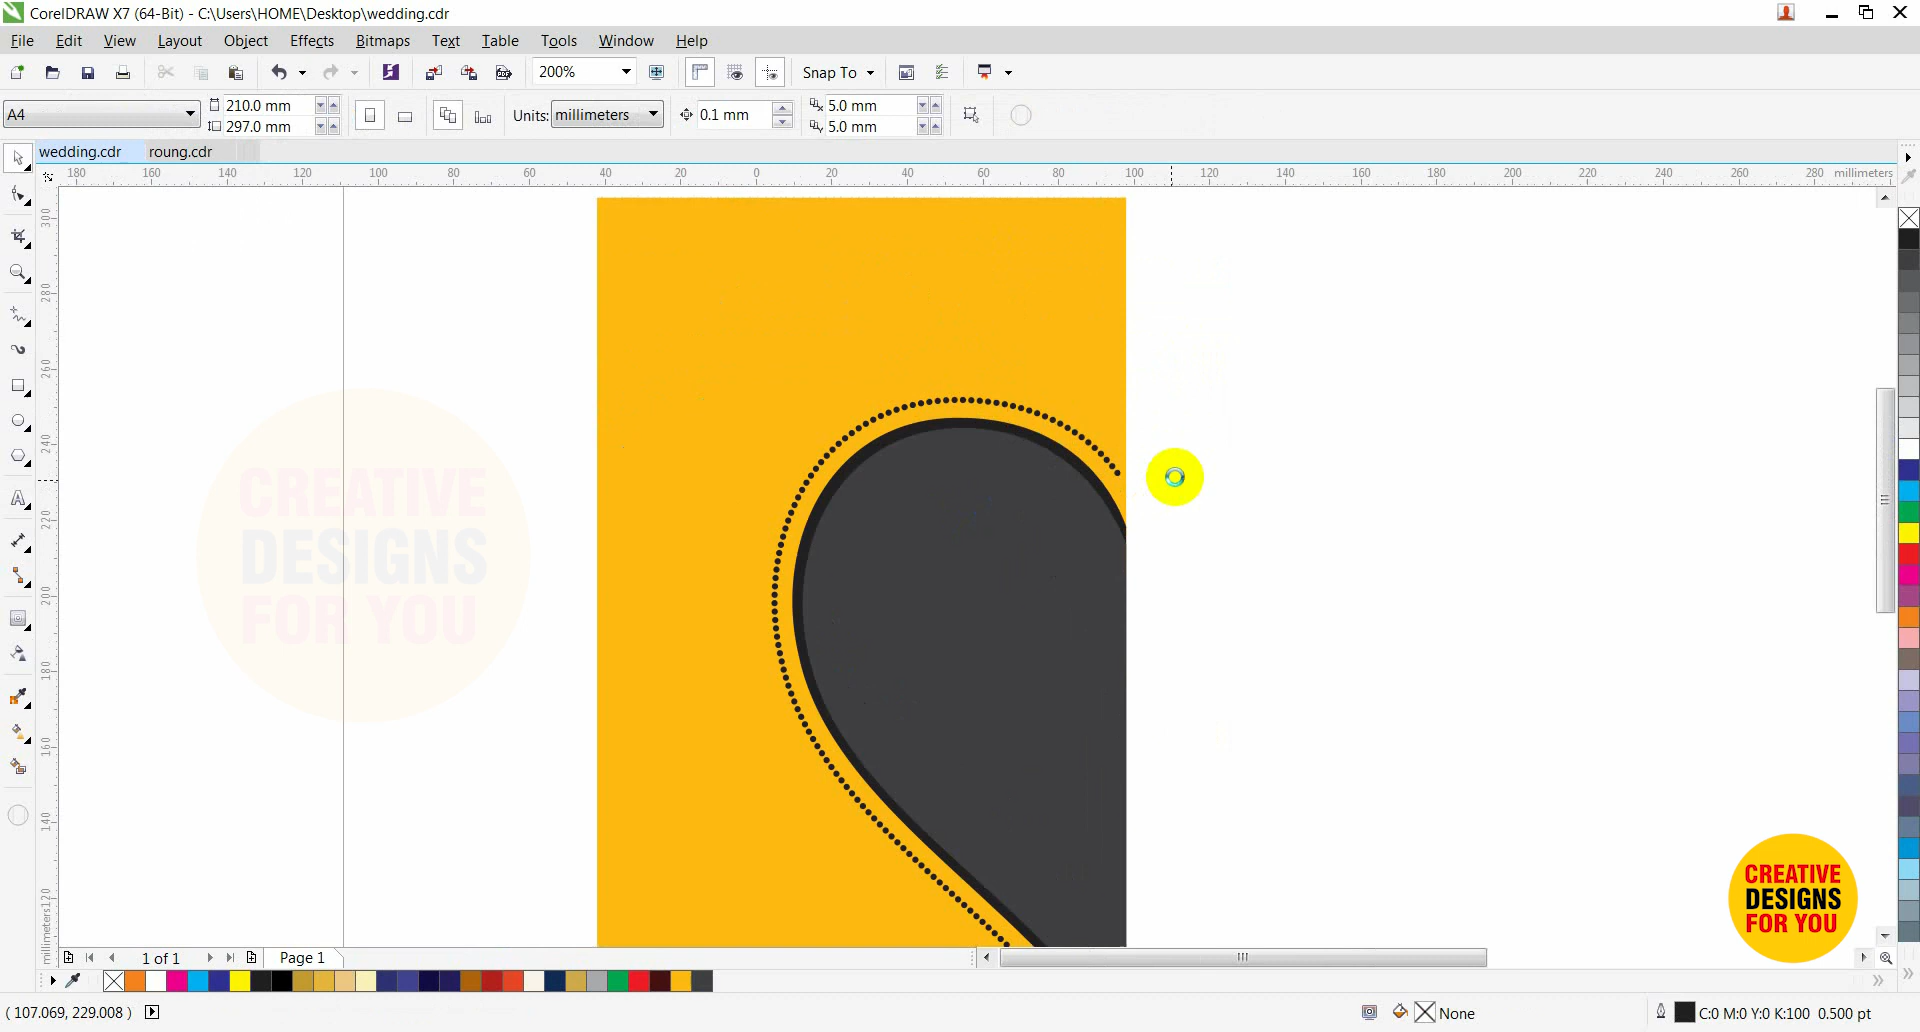 CorelDRAW X7 (64-Bit) - C:\Users\HOME\Desktop\wedding.cdr
File Edit View Layout Object Effects Bitmaps Text Table Tools Window Help
200% Snap To
A4 210.0 mm 297.0 mm Units: millimeters 0.1 mm 5.0 mm 5.0 mm
wedding.cdr roung.cdr
180 160 140 120 100 80 60 40 20 0 20 40 60 80 100 120 140 160 180 200 220 240 260 280 millimeters
300
280
260
240
220
200
180
160
140
120
millimeters
CREATIVE
DESIGNS
FOR YOU
CREATIVE
DESIGNS
FOR YOU
1 of 1 Page 1
( 107.069, 229.008 ) None C:0 M:0 Y:0 K:100 0.500 pt